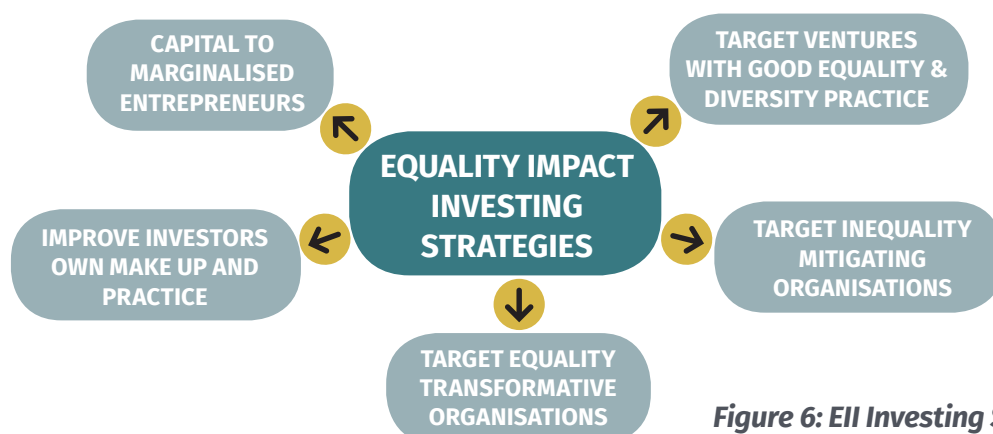 CAPITAL TO
MARGINALISED
ENTREPRENEURS
TARGET VENTURES
WITH GOOD EQUALITY &
DIVERSITY PRACTICE
EQUALITY IMPACT
INVESTING
STRATEGIES
IMPROVE INVESTORS
OWN MAKE UP AND
PRACTICE
TARGET INEQUALITY
MITIGATING
ORGANISATIONS
TARGET EQUALITY
TRANSFORMATIVE
ORGANISATIONS
Figure 6: EII Investing